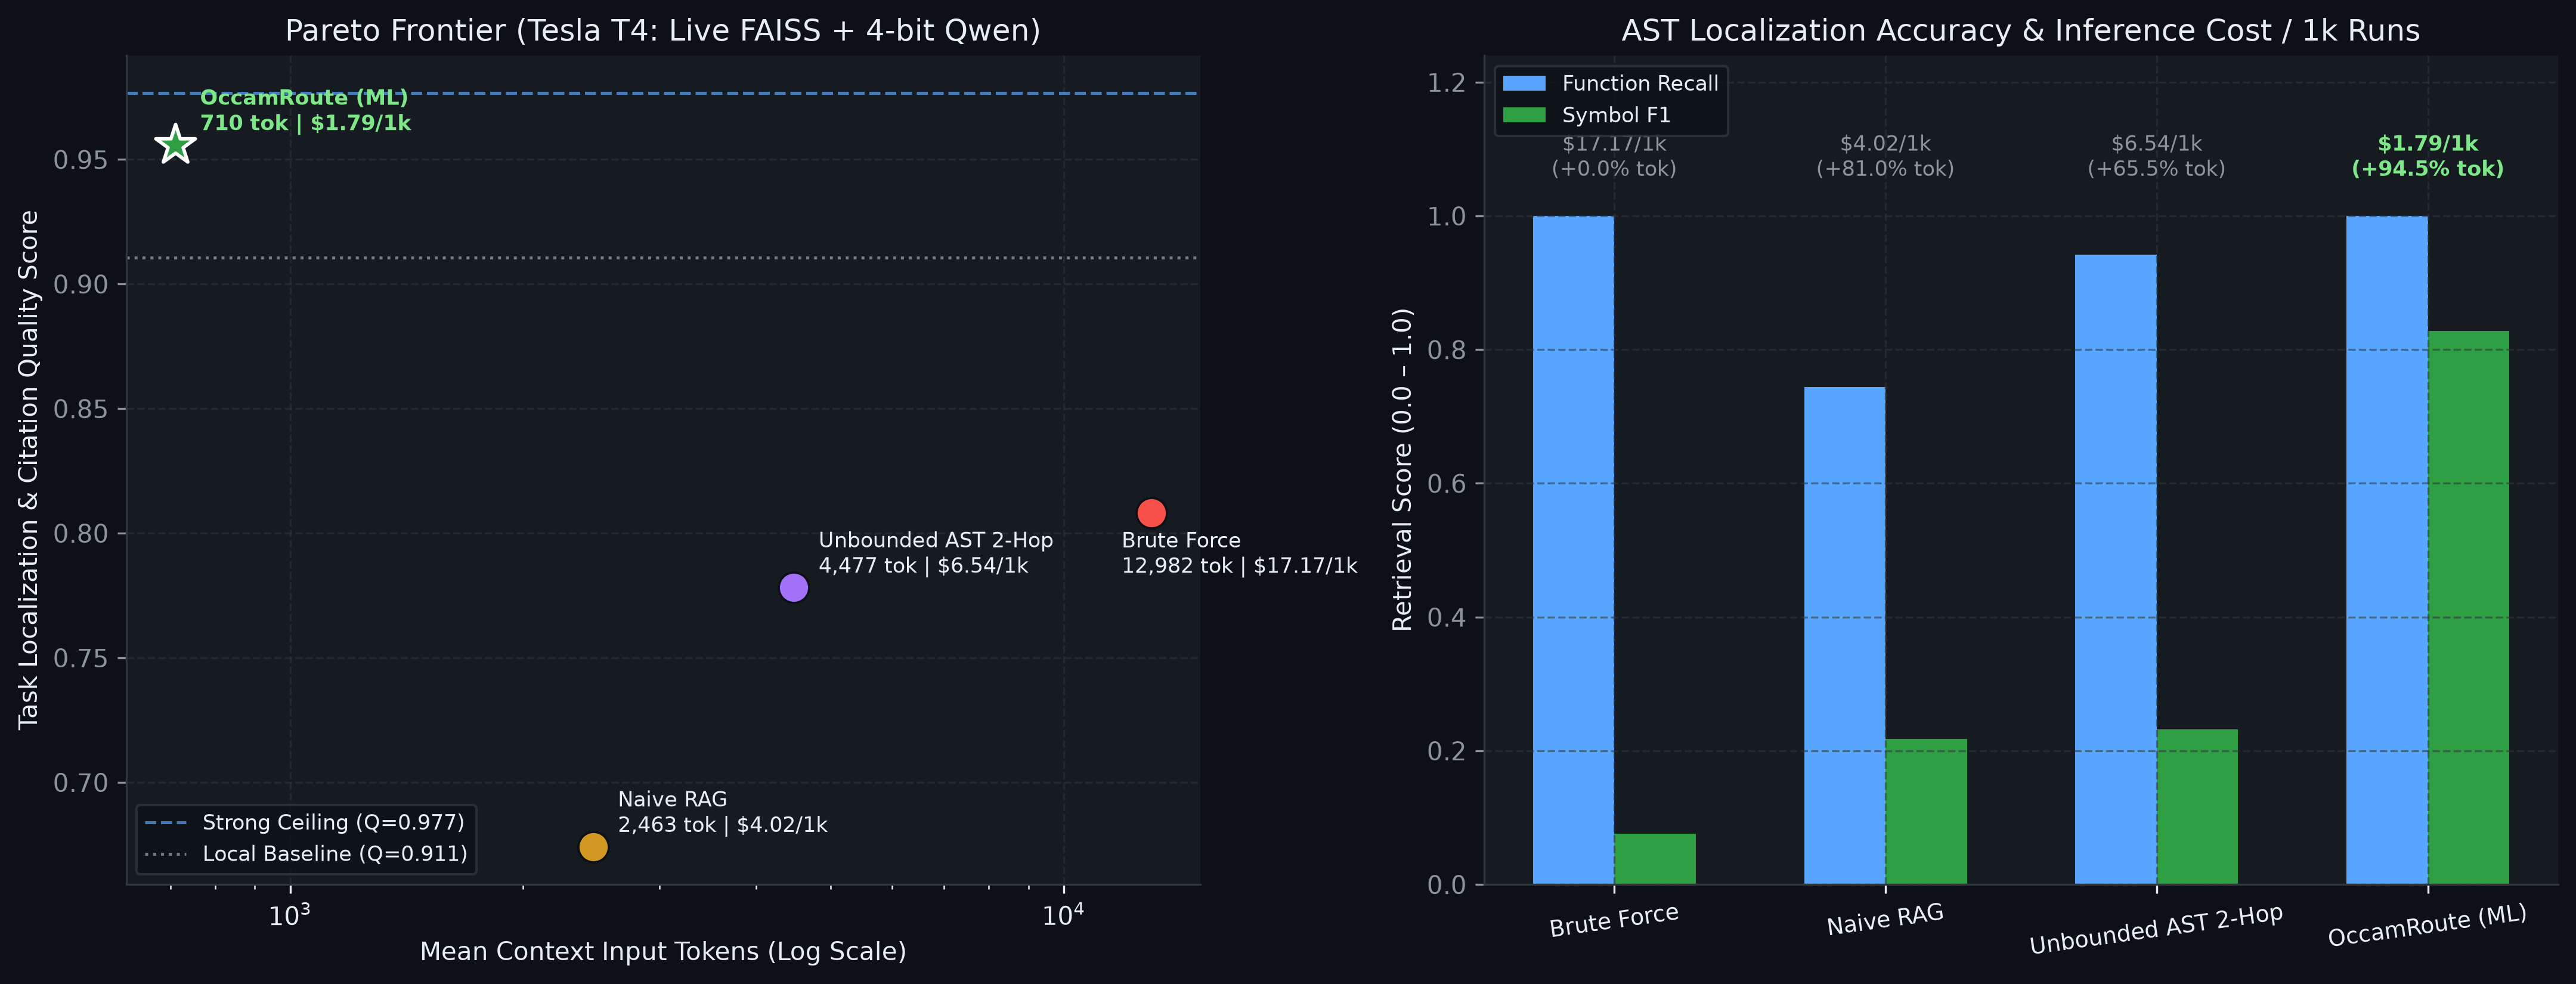 Pareto Frontier (Tesla T4: Live FAISS + 4-bit Qwen)
Task Localization & Citation Quality Score
0.95
0.90
0.85
0.80
0.75
0.70
OccamRoute (ML)
710 tok | $1.79/1k
Unbounded AST 2-Hop
4,477 tok | $6.54/1k
Brute Force
12,982 tok | $17.17/1k
Naive RAG
2,463 tok | $4.02/1k
Strong Ceiling (Q=0.977)
Local Baseline (Q=0.911)
10³
10⁴
Mean Context Input Tokens (Log Scale)
AST Localization Accuracy & Inference Cost / 1k Runs
Retrieval Score (0.0 – 1.0)
1.2
1.0
0.8
0.6
0.4
0.2
0.0
Function Recall
Symbol F1
$17.17/1k
(+0.0% tok)
$4.02/1k
(+81.0% tok)
$6.54/1k
(+65.5% tok)
$1.79/1k
(+94.5% tok)
Brute Force
Naive RAG
Unbounded AST 2-Hop
OccamRoute (ML)